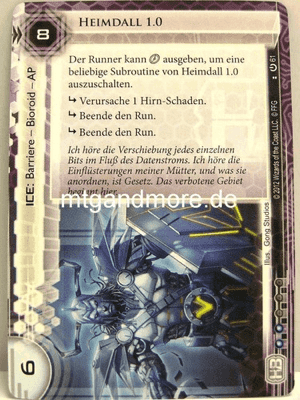 HEIMDALL 1.0
8
Der Runner kann ausgeben, um eine
beliebige Subroutine von Heimdall 1.0
auszuschalten.
Verursache 1 Hirn-Schaden.
Beende den Run.
Beende den Run.
Ich höre die Verschiebung jedes einzelnen
Bits im Fluß des Datenstroms. Ich höre die
Einflüsterungen meiner Mütter, und was sie
anordnen, ist Gesetz. Das verbotene Gebiet
mtgandmore.de
ICE: Barriere – Bioroid – AP
61
© 2012 Wizards of the Coast LLC. © FFG
Illus. Gong Studios
6
HB